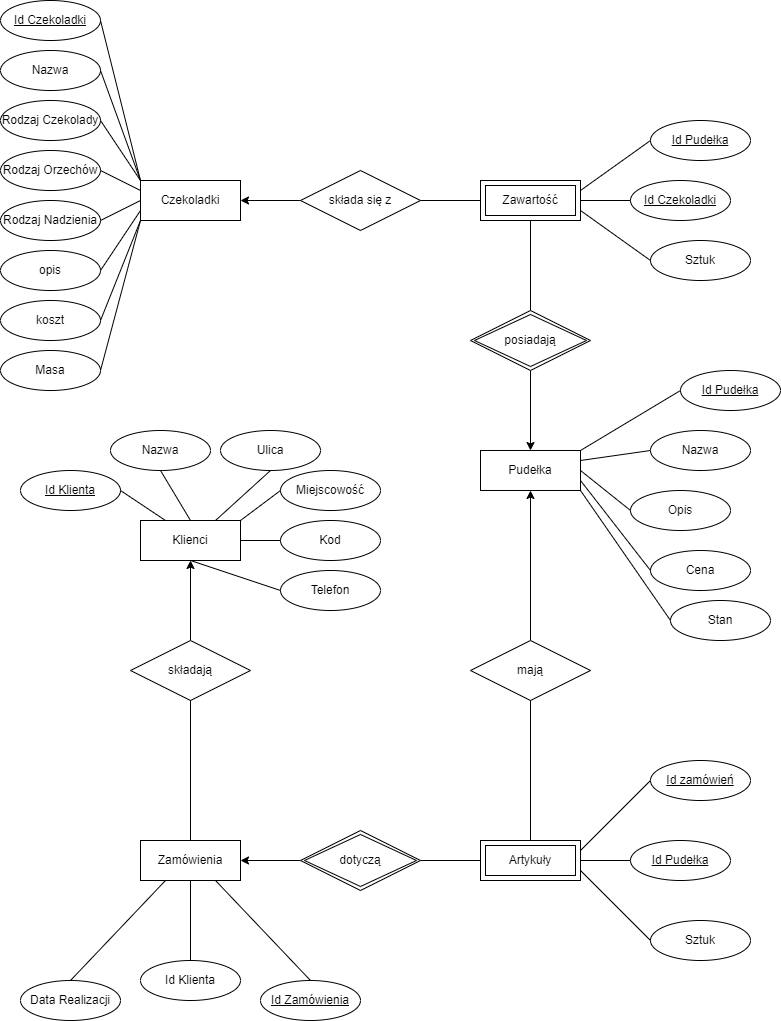 Id Czekoladki
Nazwa
Rodzaj Czekolady
Rodzaj Orzechów
Rodzaj Nadzienia
opis
koszt
Masa
Czekoladki
składa się z
Zawartość
Id Pudełka
Id Czekoladki
Sztuk
posiadają
Pudełka
Id Pudełka
Nazwa
Opis
Cena
Stan
Nazwa
Ulica
Id Klienta
Miejscowość
Klienci
Kod
Telefon
składają
mają
Zamówienia
dotyczą
Artykuły
Id zamówień
Id Pudełka
Sztuk
Data Realizacji
Id Klienta
Id Zamówienia